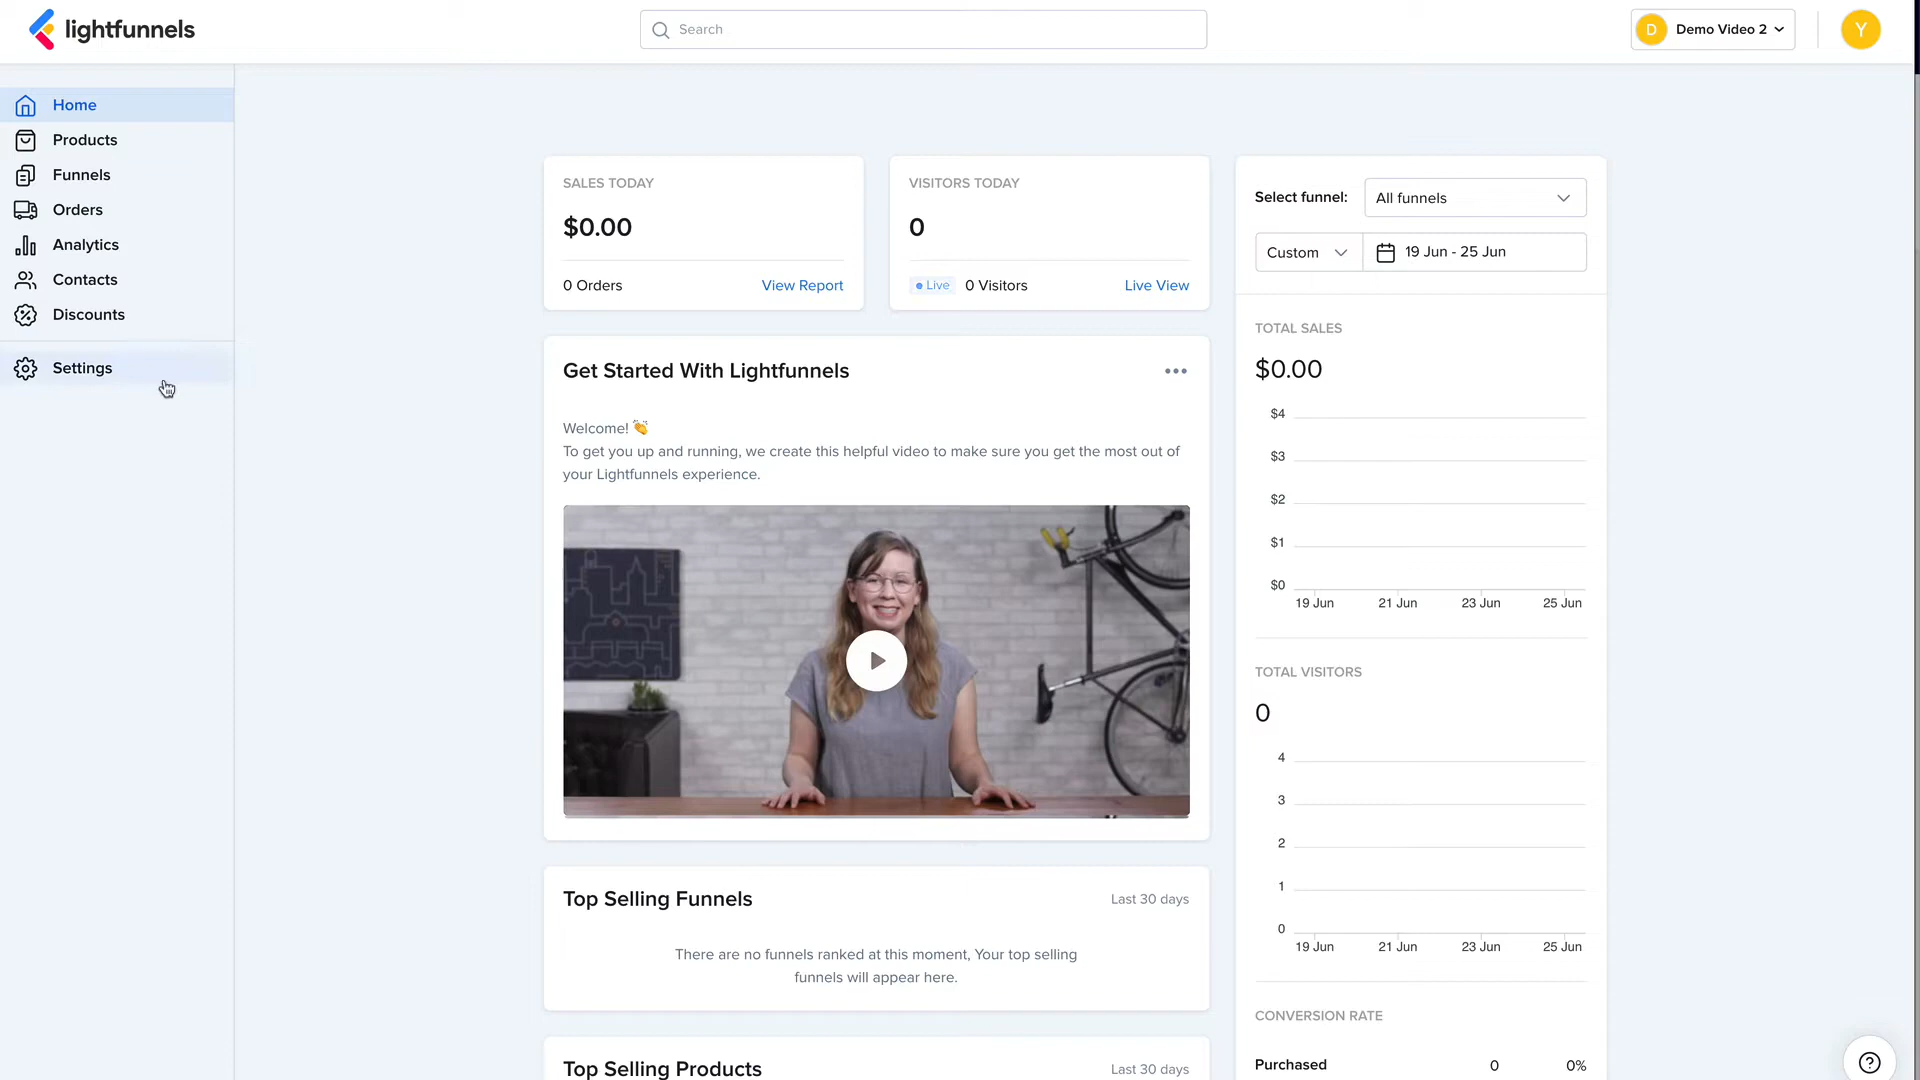 lightfunnels
Search
D
Demo Video 2
Y
Home
Products
Funnels
Orders
Analytics
Contacts
Discounts
Settings
SALES TODAY
$0.00
0 Orders
View Report
VISITORS TODAY
0
Live
0 Visitors
Live View
Get Started With Lightfunnels
Welcome! 👏
To get you up and running, we create this helpful video to make sure you get the most out of
your Lightfunnels experience.
Top Selling Funnels
Last 30 days
There are no funnels ranked at this moment, Your top selling
funnels will appear here.
Top Selling Products
Last 30 days
Select funnel:
All funnels
Custom
19 Jun - 25 Jun
TOTAL SALES
$0.00
$4
$3
$2
$1
$0
19 Jun 21 Jun 23 Jun 25 Jun
TOTAL VISITORS
0
4
3
2
1
0
19 Jun 21 Jun 23 Jun 25 Jun
CONVERSION RATE
Purchased 0 0%